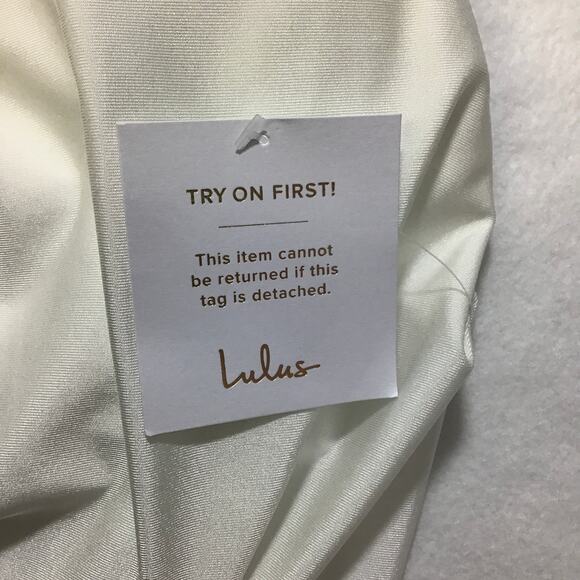 TRY ON FIRST!
This item cannot
be returned if this
tag is detached.
Lulus